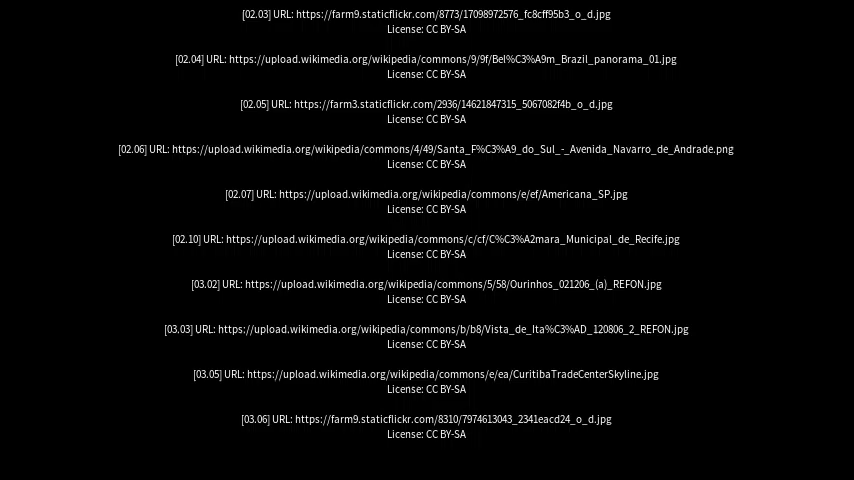 [02.03] URL: https://farm9.staticflickr.com/8773/17098972576_fc8cff95b3_o_d.jpg
License: CC BY-SA
[02.04] URL: https://upload.wikimedia.org/wikipedia/commons/9/9f/Bel%C3%A9m_Brazil_panorama_01.jpg
License: CC BY-SA
[02.05] URL: https://farm3.staticflickr.com/2936/14621847315_5067082f4b_o_d.jpg
License: CC BY-SA
[02.06] URL: https://upload.wikimedia.org/wikipedia/commons/4/49/Santa_F%C3%A9_do_Sul_-_Avenida_Navarro_de_Andrade.png
License: CC BY-SA
[02.07] URL: https://upload.wikimedia.org/wikipedia/commons/e/ef/Americana_SP.jpg
License: CC BY-SA
[02.10] URL: https://upload.wikimedia.org/wikipedia/commons/c/cf/C%C3%A2mara_Municipal_de_Recife.jpg
License: CC BY-SA
[03.02] URL: https://upload.wikimedia.org/wikipedia/commons/5/58/Ourinhos_021206_(a)_REFON.jpg
License: CC BY-SA
[03.03] URL: https://upload.wikimedia.org/wikipedia/commons/b/b8/Vista_de_Ita%C3%AD_120806_2_REFON.jpg
License: CC BY-SA
[03.05] URL: https://upload.wikimedia.org/wikipedia/commons/e/ea/CuritibaTradeCenterSkyline.jpg
License: CC BY-SA
[03.06] URL: https://farm9.staticflickr.com/8310/7974613043_2341eacd24_o_d.jpg
License: CC BY-SA